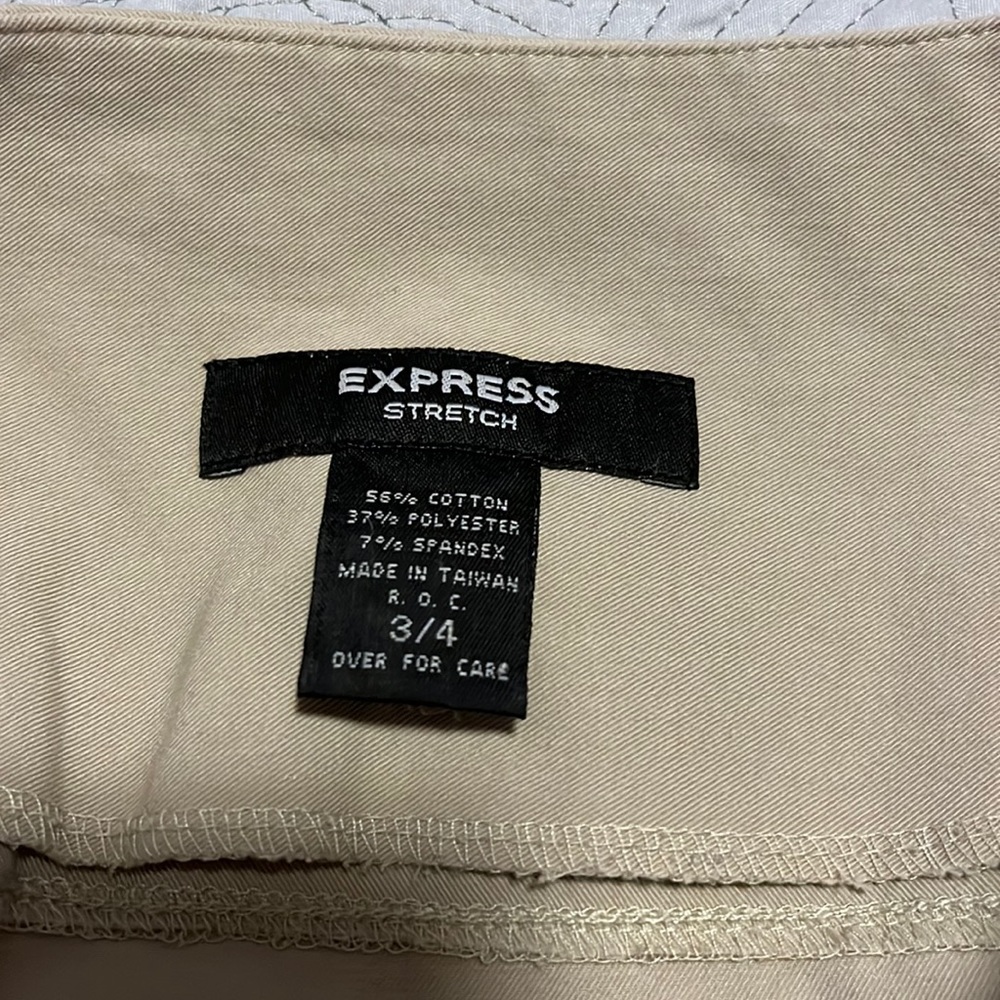 EXPRESS
STRETCH
56% COTTON
37% POLYESTER
7% SPANDEX
MADE IN TAIWAN
R. O. C.
3/4
OVER FOR CARE